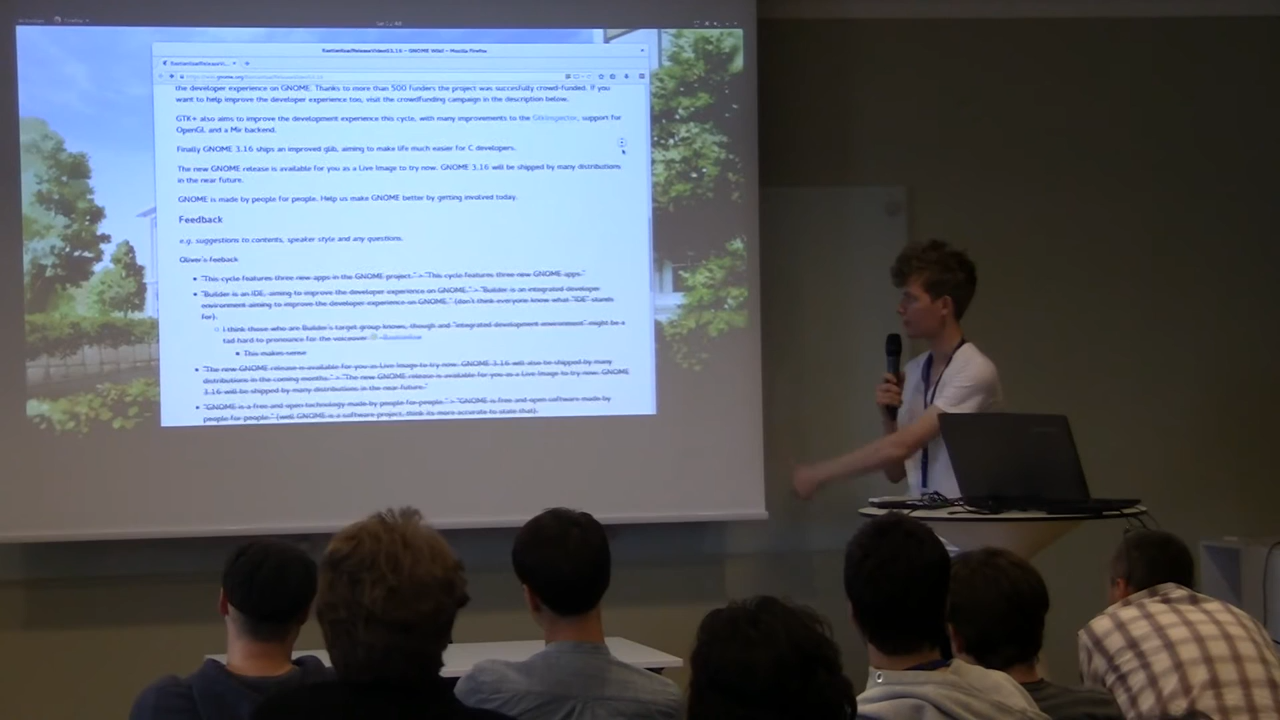 BastianIlsø/ReleaseVideo3.16 – GNOME Wiki – Mozilla Firefox
the developer experience on GNOME. Thanks to more than 500 funders the project was succesfully crowd-funded. If you
want to help improve the developer experience too, visit the crowdfunding campaign in the description below.
GTK+ also aims to improve the development experience this cycle, with many improvements to the GtkInspector, support for
OpenGL and a Mir backend.
Finally GNOME 3.16 ships an improved glib, aiming to make life much easier for C developers.
The new GNOME release is available for you as a Live Image to try now. GNOME 3.16 will be shipped by many distributions
in the near future.
GNOME is made by people for people. Help us make GNOME better by getting involved today.
Feedback
e.g. suggestions to contents, speaker style and any questions.
Oliver's feeback
"This cycle features three new apps in the GNOME project." > "This cycle features three new GNOME apps."
"Builder is an IDE, aiming to improve the developer experience on GNOME." > "Builder is an integrated developer
environment aiming to improve the developer experience on GNOME." (don't think everyone know what "IDE" stands
for).
I think those who are Builder's target group knows, though and "integrated development environment" might be a
tad hard to pronounce for the voiceover
This makes sense
"The new GNOME release is available for you as Live Image to try now. GNOME 3.16 will also be shipped by many
distributions in the coming months." > "The new GNOME release is available for you as a Live Image to try now. GNOME
3.16 will be shipped by many distributions in the near future."
"GNOME is a free and open technology made by people for people." > "GNOME is free and open software made by
people for people." (well GNOME is a software project, think its more accurate to state that).